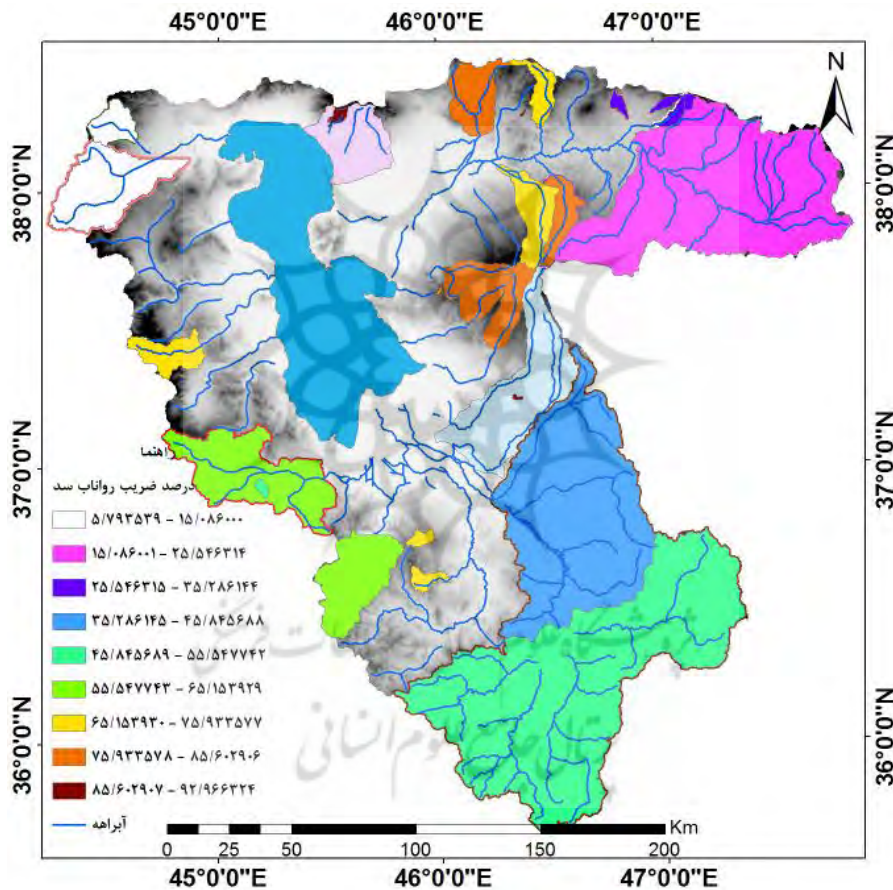 45°0'0"E 46°0'0"E 47°0'0"E
N
38°0'0"N 38°0'0"N
37°0'0"N 37°0'0"N
راهنما
درصد ضریب رواناب سد
۵/۷۹۳۵۳۹ - ۱۵/۰۸۶۰۰۰
۱۵/۰۸۶۰۰۱ - ۲۵/۵۴۶۳۱۴
۲۵/۵۴۶۳۱۵ - ۳۵/۲۸۶۱۴۴
۳۵/۲۸۶۱۴۵ - ۴۵/۸۴۵۶۸۸
۴۵/۸۴۵۶۸۹ - ۵۵/۵۴۷۷۴۲
۵۵/۵۴۷۷۴۳ - ۶۵/۱۵۳۹۲۹
۶۵/۱۵۳۹۳۰ - ۷۵/۹۳۳۵۷۷
۷۵/۹۳۳۵۷۸ - ۸۵/۶۰۲۹۰۶
۸۵/۶۰۲۹۰۷ - ۹۲/۹۶۶۳۲۴
آبراهه
36°0'0"N 36°0'0"N
Km
0 25 50 100 150 200
45°0'0"E 46°0'0"E 47°0'0"E